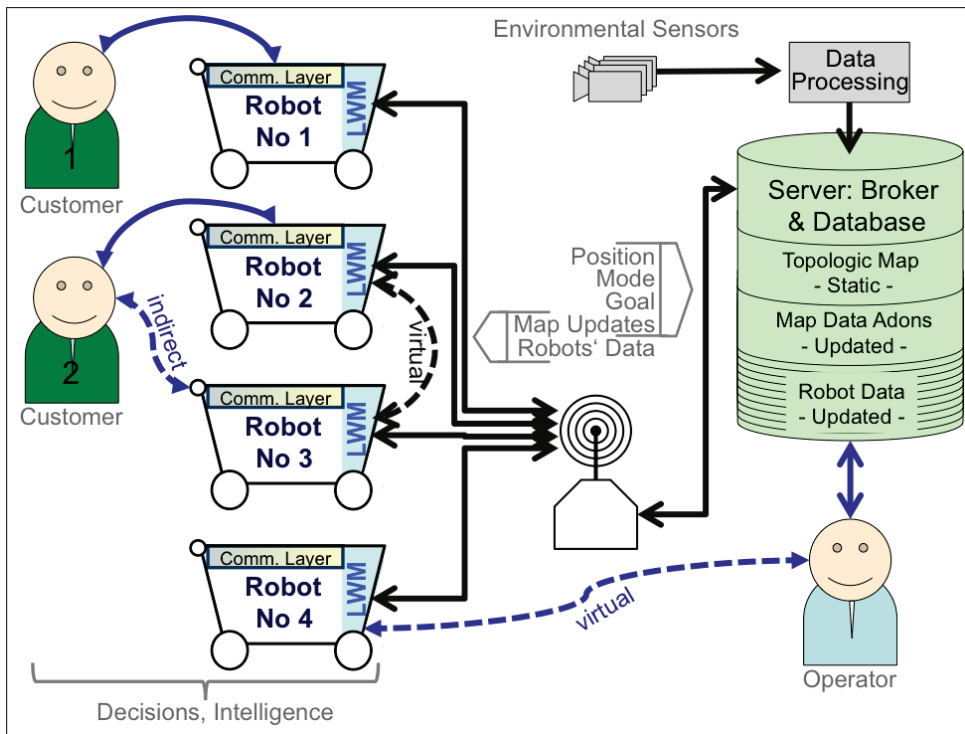 Environmental Sensors
Data
Processing
Comm. Layer
Robot
No 1
LWM
1
Customer
Server: Broker
& Database
Topologic Map
- Static -
Map Data Adons
- Updated -
Robot Data
- Updated -
Comm. Layer
Robot
No 2
LWM
Position
Mode
Goal
Map Updates
Robots‘ Data
virtual
indirect
2
Customer
Comm. Layer
Robot
No 3
LWM
Comm. Layer
Robot
No 4
LWM
virtual
Operator
Decisions, Intelligence